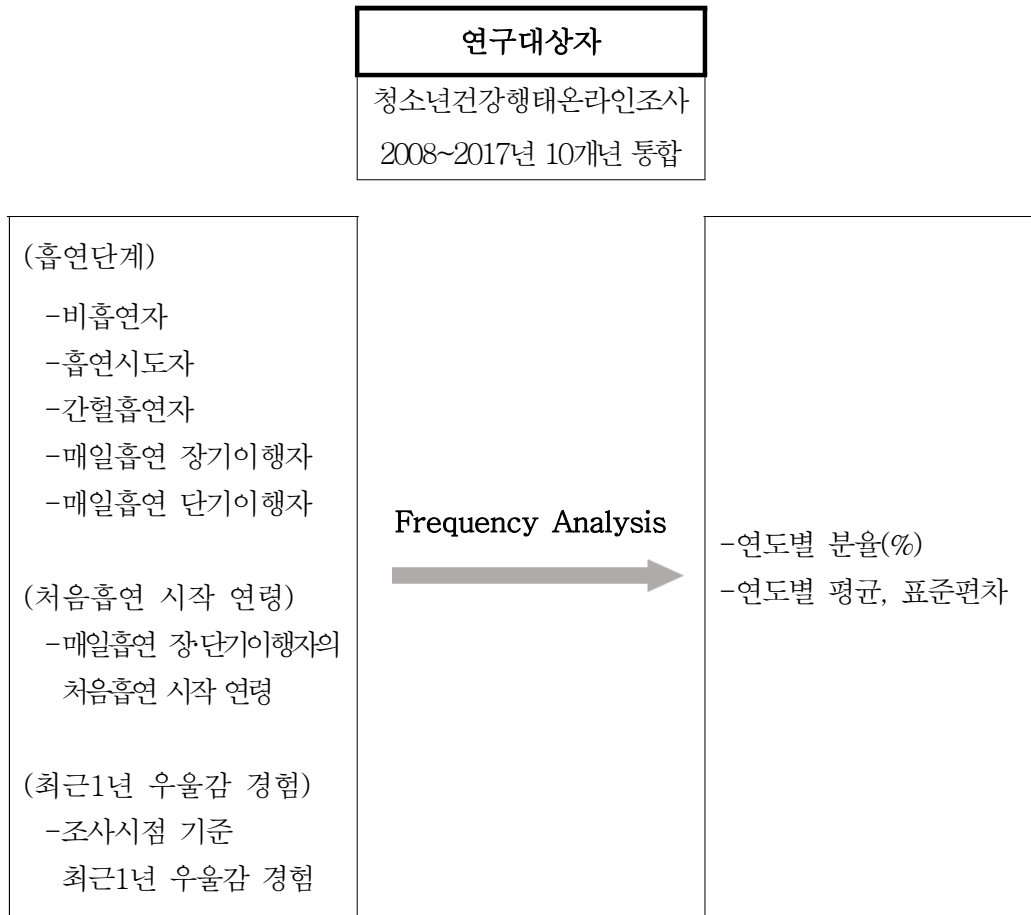 연구대상자
청소년건강행태온라인조사
2008~2017년 10개년 통합
(흡연단계)
-비흡연자
-흡연시도자
-간헐흡연자
-매일흡연 장기이행자
-매일흡연 단기이행자
(처음흡연 시작 연령)
-매일흡연 장·단기이행자의
처음흡연 시작 연령
(최근1년 우울감 경험)
-조사시점 기준
최근1년 우울감 경험
Frequency Analysis
-연도별 분율(%)
-연도별 평균, 표준편차